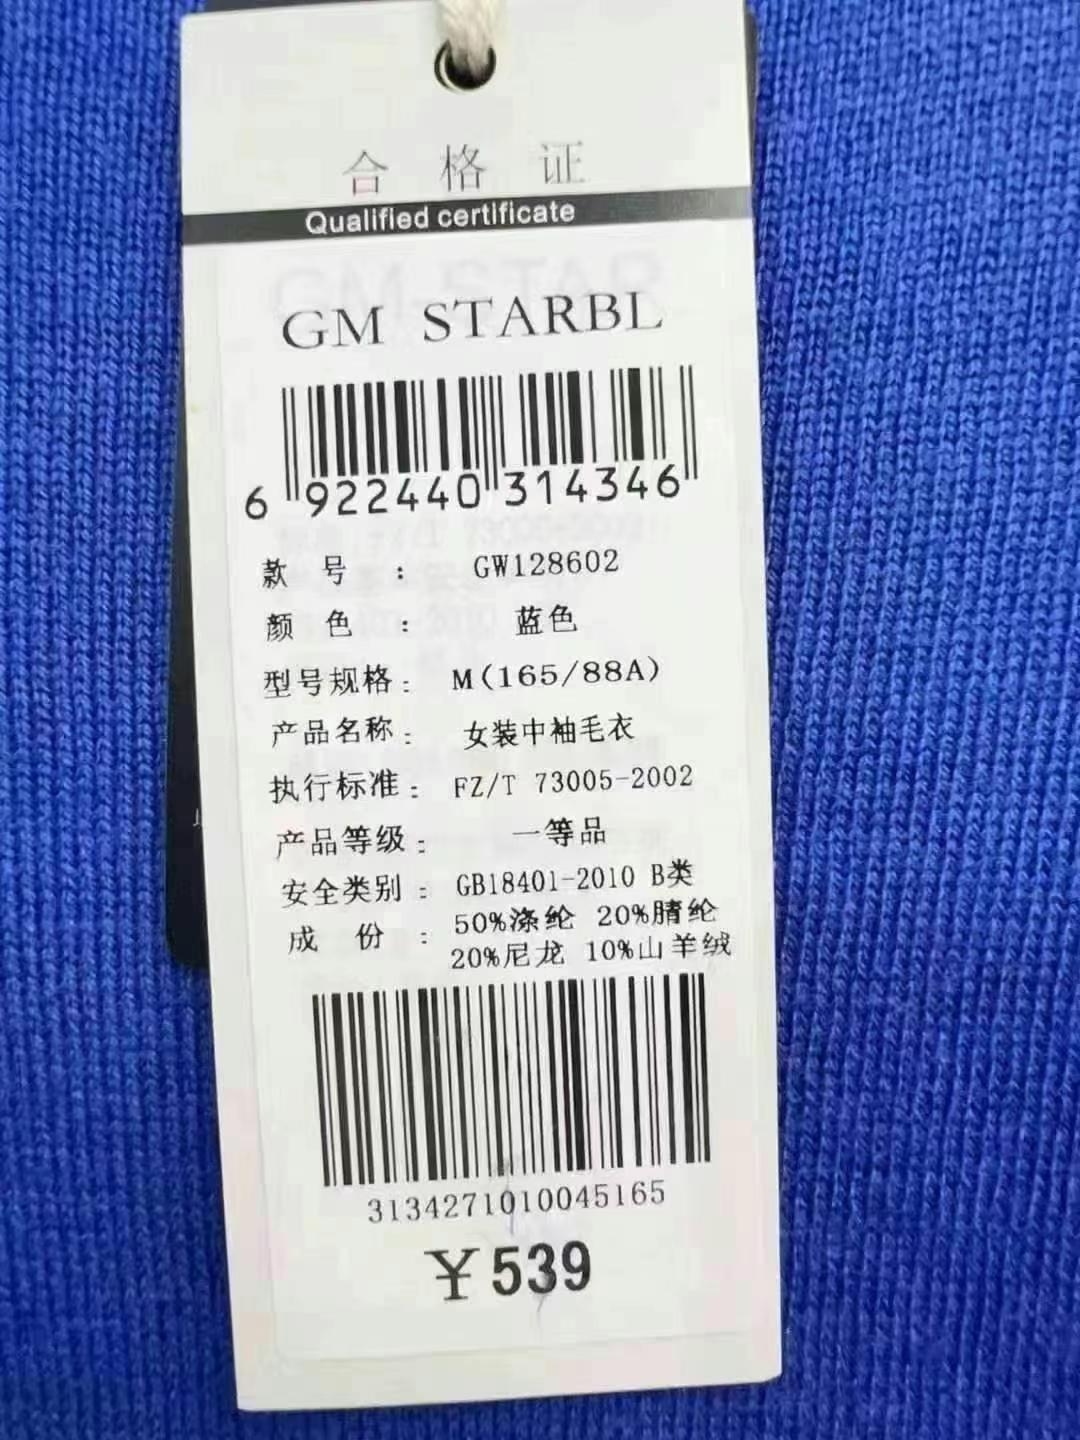 合格证
Qualified certificate
GM STARBL
6 922440 314346
款号： GW128602
颜色： 蓝色
型号规格： M(165/88A)
产品名称： 女装中袖毛衣
执行标准： FZ/T 73005-2002
产品等级： 一等品
安全类别： GB18401-2010 B类
成份： 50%涤纶 20%腈纶
20%尼龙 10%山羊绒
3134271010045165
￥539